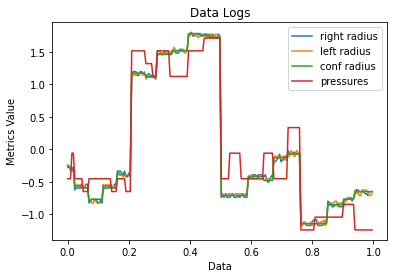 Data Logs
right radius
left radius
conf radius
pressures
Metrics Value
1.5
1.0
0.5
0.0
−0.5
−1.0
0.0
0.2
0.4
0.6
0.8
1.0
Data